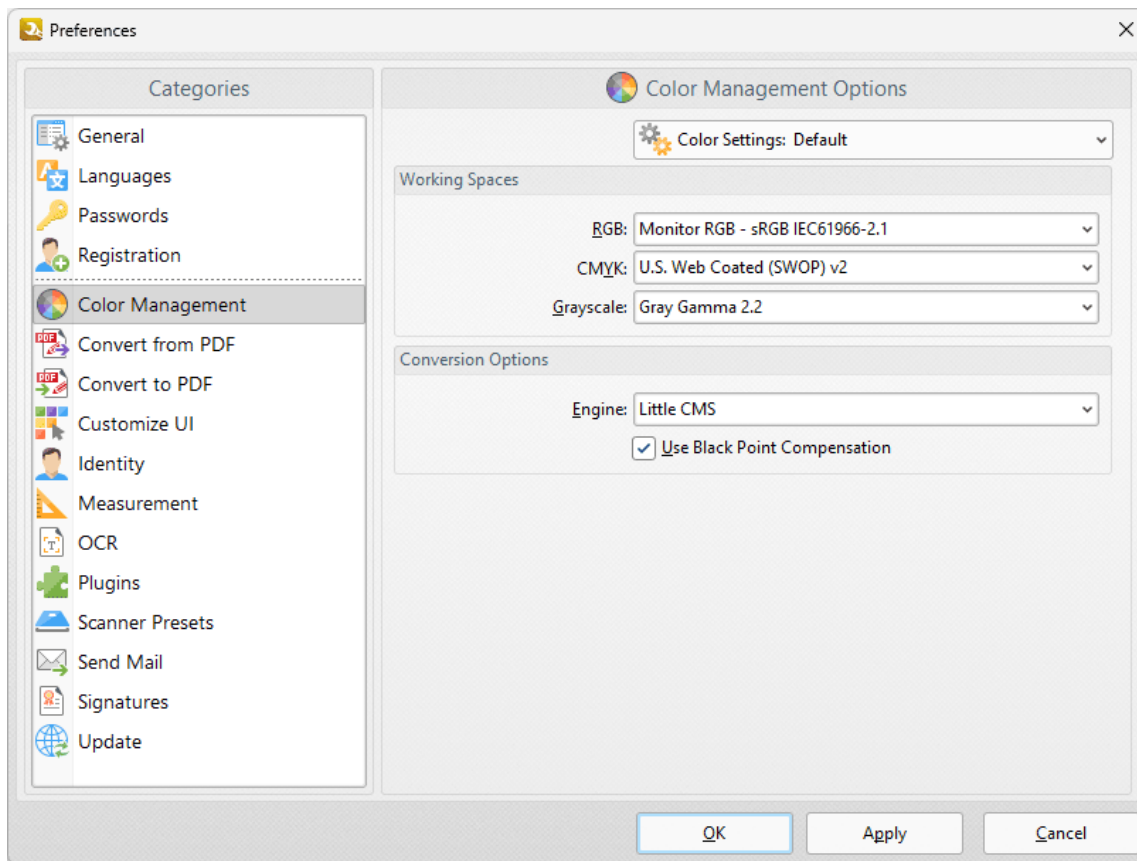 Preferences
Categories
General
Languages
Passwords
Registration
Color Management
Convert from PDF
Convert to PDF
Customize UI
Identity
Measurement
OCR
Plugins
Scanner Presets
Send Mail
Signatures
Update
Color Management Options
Color Settings: Default
Working Spaces
RGB: Monitor RGB - sRGB IEC61966-2.1
CMYK: U.S. Web Coated (SWOP) v2
Grayscale: Gray Gamma 2.2
Conversion Options
Engine: Little CMS
Use Black Point Compensation
OK Apply Cancel